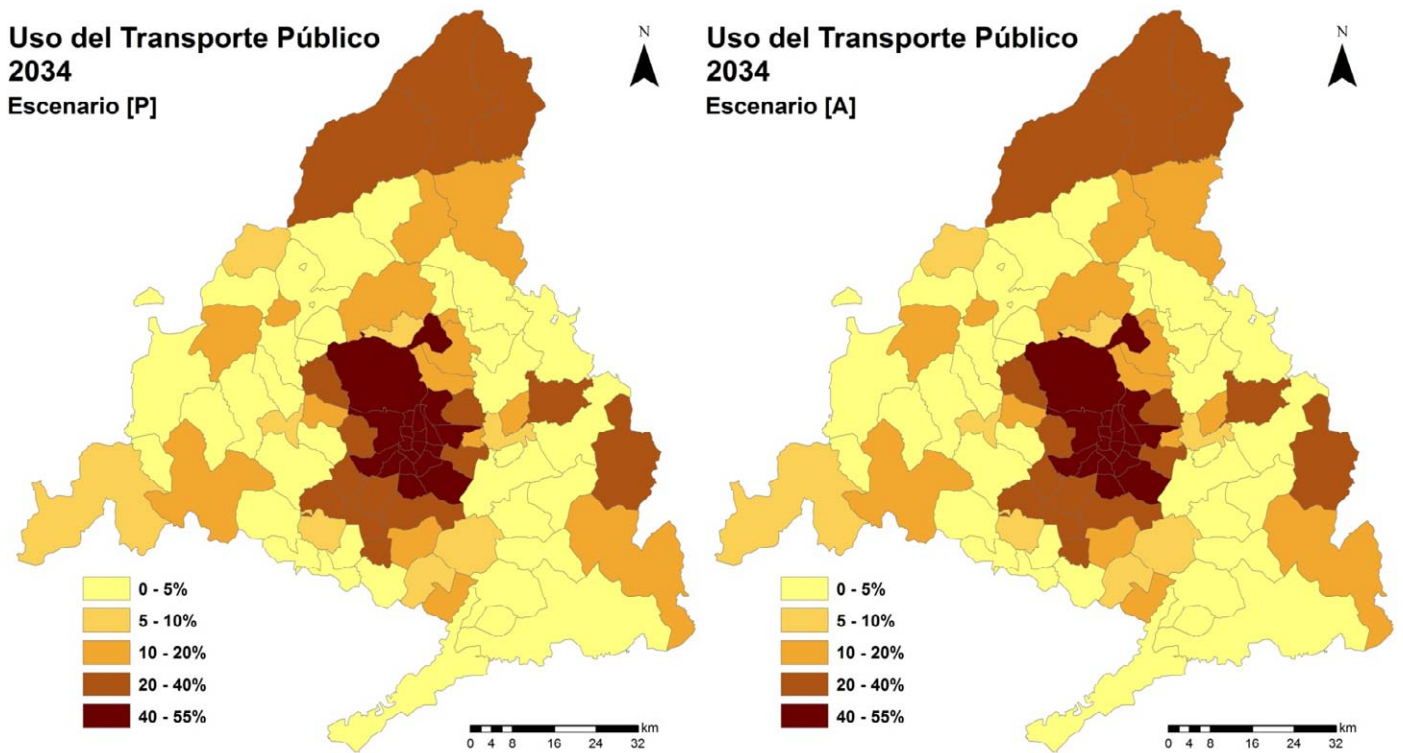 Uso del Transporte Público
2034
Escenario [P]
N
0 - 5%
5 - 10%
10 - 20%
20 - 40%
40 - 55%
km
0 4 8 16 24 32
Uso del Transporte Público
2034
Escenario [A]
N
0 - 5%
5 - 10%
10 - 20%
20 - 40%
40 - 55%
km
0 4 8 16 24 32